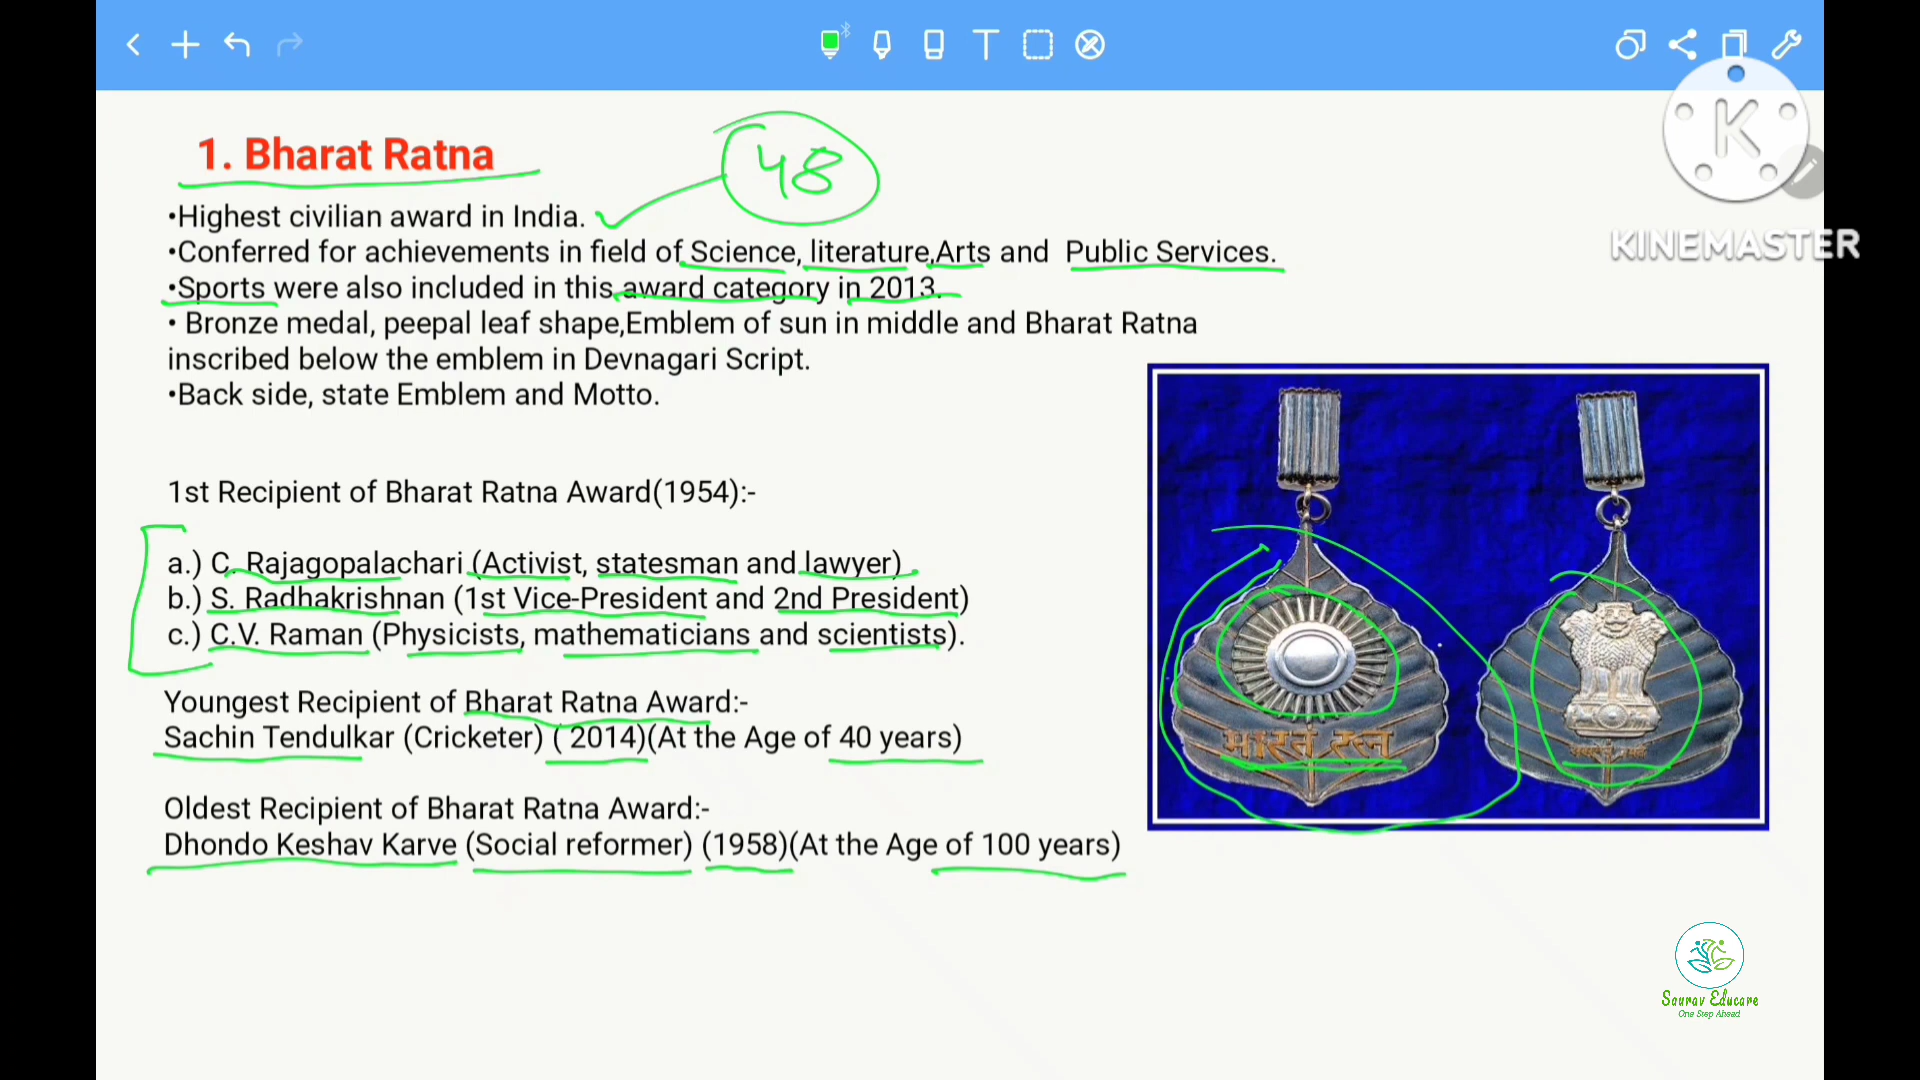 1. Bharat Ratna
48
•Highest civilian award in India.
•Conferred for achievements in field of Science, literature,Arts and Public Services.
•Sports were also included in this award category in 2013.
• Bronze medal, peepal leaf shape,Emblem of sun in middle and Bharat Ratna
inscribed below the emblem in Devnagari Script.
•Back side, state Emblem and Motto.
1st Recipient of Bharat Ratna Award(1954):-
a.) C. Rajagopalachari (Activist, statesman and lawyer)
b.) S. Radhakrishnan (1st Vice-President and 2nd President)
c.) C.V. Raman (Physicists, mathematicians and scientists).
Youngest Recipient of Bharat Ratna Award:-
Sachin Tendulkar (Cricketer) ( 2014)(At the Age of 40 years)
Oldest Recipient of Bharat Ratna Award:-
Dhondo Keshav Karve (Social reformer) (1958)(At the Age of 100 years)
भारत रत्न
K
KINEMASTER
Saurav Educare
One Step Ahead